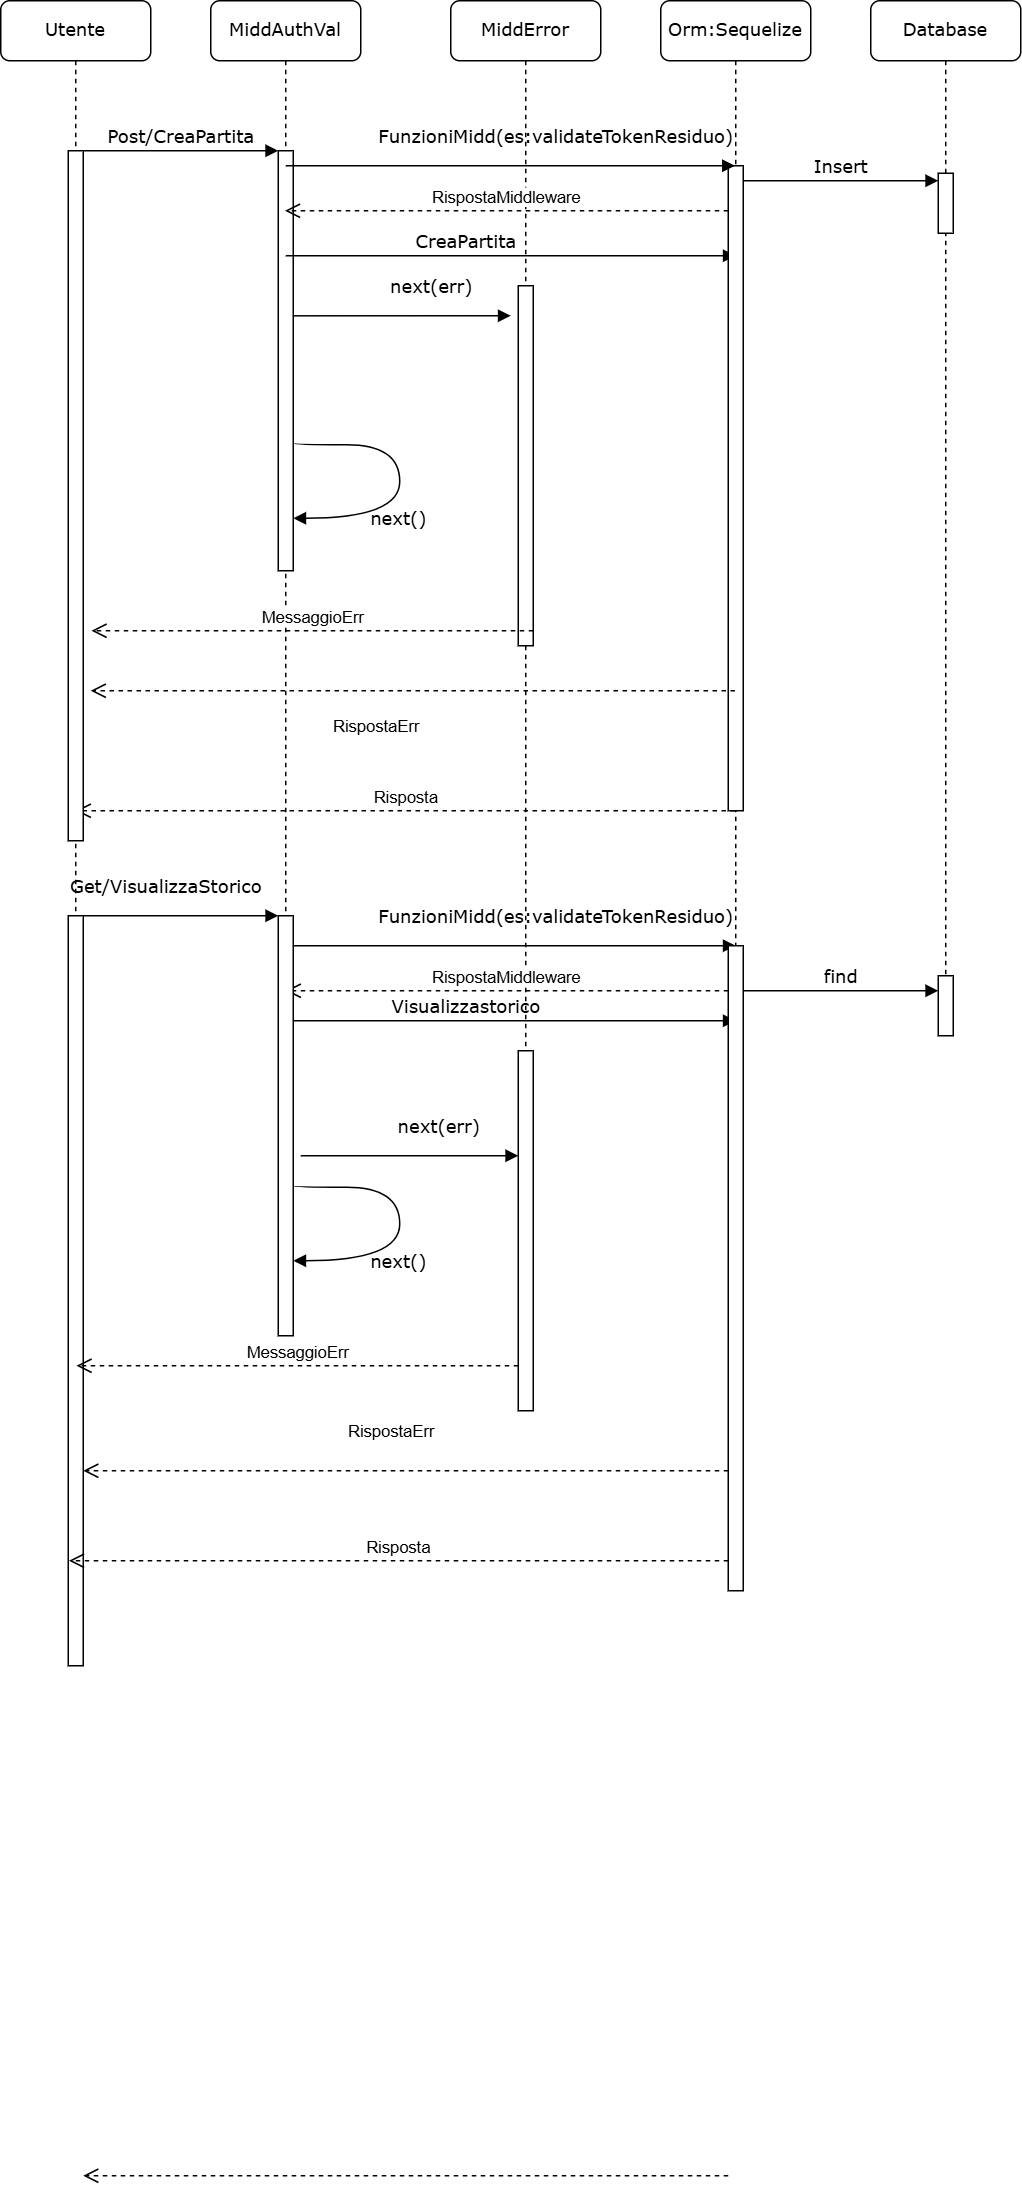 Utente
MiddAuthVal
MiddError
Orm:Sequelize
Database
Post/CreaPartita
FunzioniMidd(es:validateTokenResiduo)
Insert
RispostaMiddleware
CreaPartita
next(err)
next()
MessaggioErr
RispostaErr
Risposta
Get/VisualizzaStorico
FunzioniMidd(es:validateTokenResiduo)
RispostaMiddleware
find
Visualizzastorico
next(err)
next()
MessaggioErr
RispostaErr
Risposta